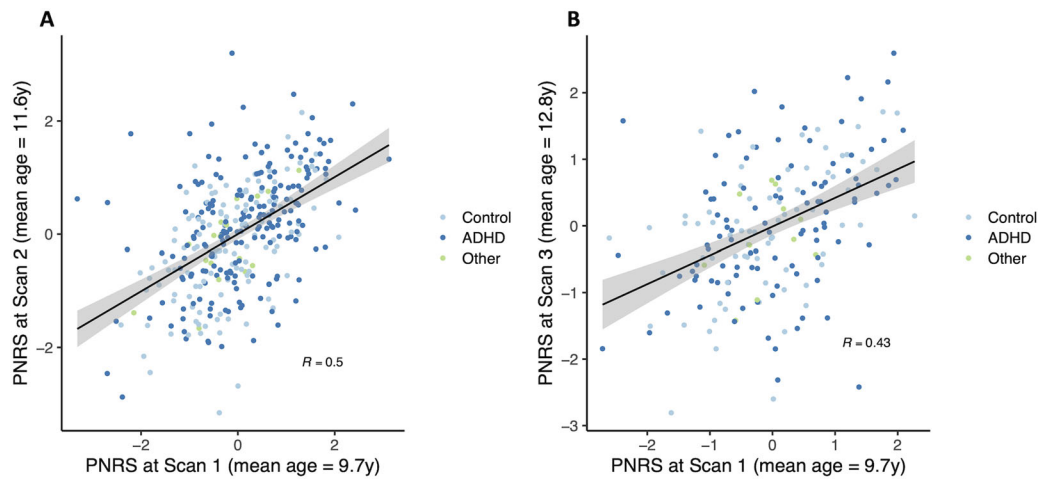 A
B
PNRS at Scan 2 (mean age = 11.6y)
2
0
−2
−2
0
2
PNRS at Scan 1 (mean age = 9.7y)
R = 0.5
Control
ADHD
Other
PNRS at Scan 3 (mean age = 12.8y)
2
1
0
−1
−2
−3
−2
−1
0
1
2
PNRS at Scan 1 (mean age = 9.7y)
R = 0.43
Control
ADHD
Other